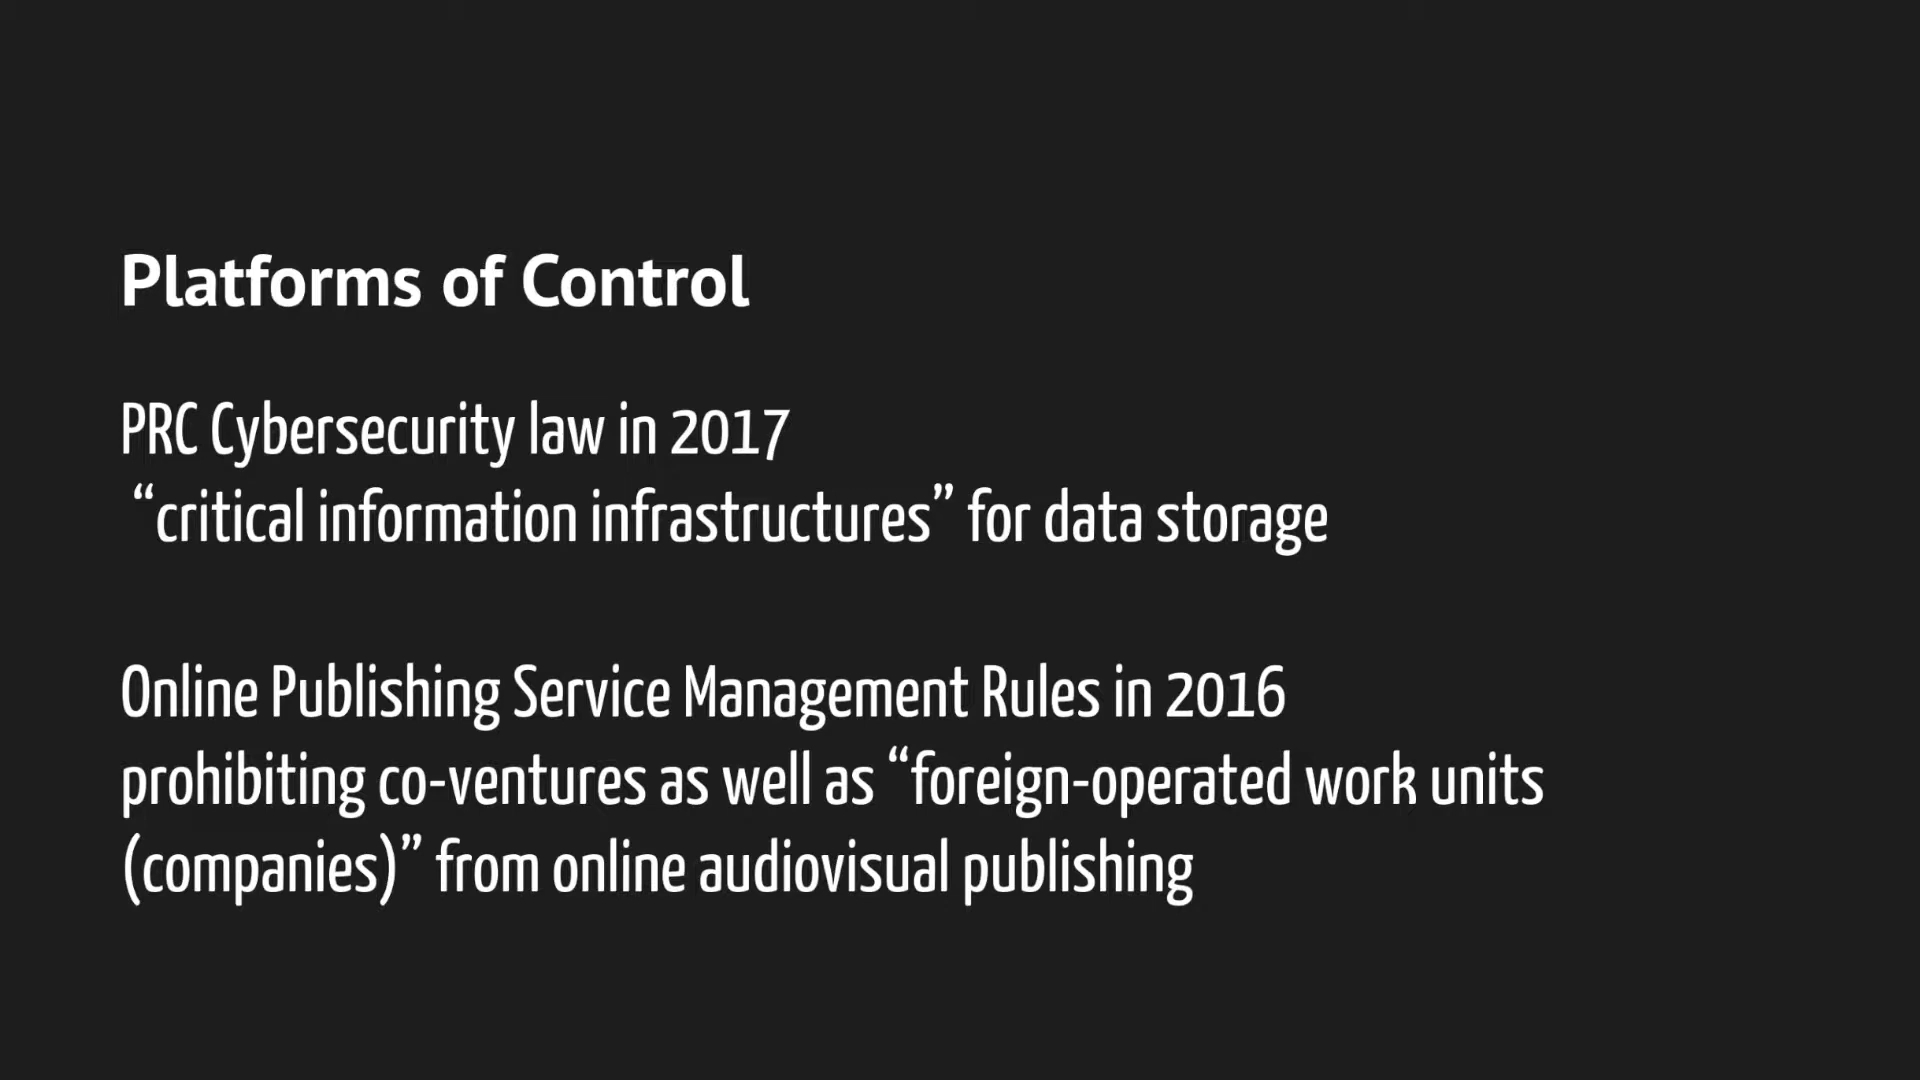 Platforms of Control
PRC Cybersecurity law in 2017
“critical information infrastructures” for data storage
Online Publishing Service Management Rules in 2016
prohibiting co-ventures as well as “foreign-operated work units
(companies)” from online audiovisual publishing